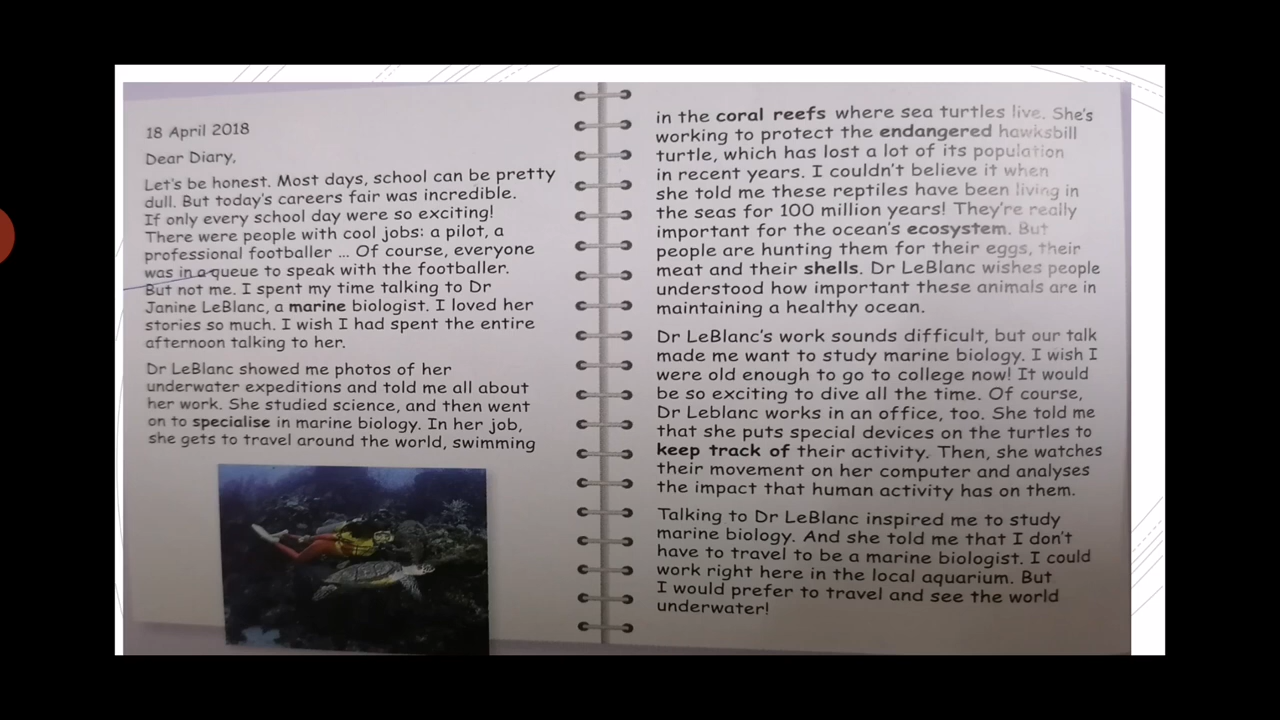 18 April 2018
Dear Diary,
Let's be honest. Most days, school can be pretty
dull. But today's careers fair was incredible.
If only every school day were so exciting!
There were people with cool jobs: a pilot, a
professional footballer ... Of course, everyone
was in a queue to speak with the footballer.
But not me. I spent my time talking to Dr
Janine LeBlanc, a marine biologist. I loved her
stories so much. I wish I had spent the entire
afternoon talking to her.
Dr LeBlanc showed me photos of her
underwater expeditions and told me all about
her work. She studied science, and then went
on to specialise in marine biology. In her job,
she gets to travel around the world, swimming
in the coral reefs where sea turtles live. She's
working to protect the endangered hawksbill
turtle, which has lost a lot of its population
in recent years. I couldn't believe it when
she told me these reptiles have been living in
the seas for 100 million years! They're really
important for the ocean's ecosystem. But
people are hunting them for their eggs, their
meat and their shells. Dr LeBlanc wishes people
understood how important these animals are in
maintaining a healthy ocean.
Dr LeBlanc's work sounds difficult, but our talk
made me want to study marine biology. I wish I
were old enough to go to college now! It would
be so exciting to dive all the time. Of course,
Dr Leblanc works in an office, too. She told me
that she puts special devices on the turtles to
keep track of their activity. Then, she watches
their movement on her computer and analyses
the impact that human activity has on them.
Talking to Dr LeBlanc inspired me to study
marine biology. And she told me that I don't
have to travel to be a marine biologist. I could
work right here in the local aquarium. But
I would prefer to travel and see the world
underwater!